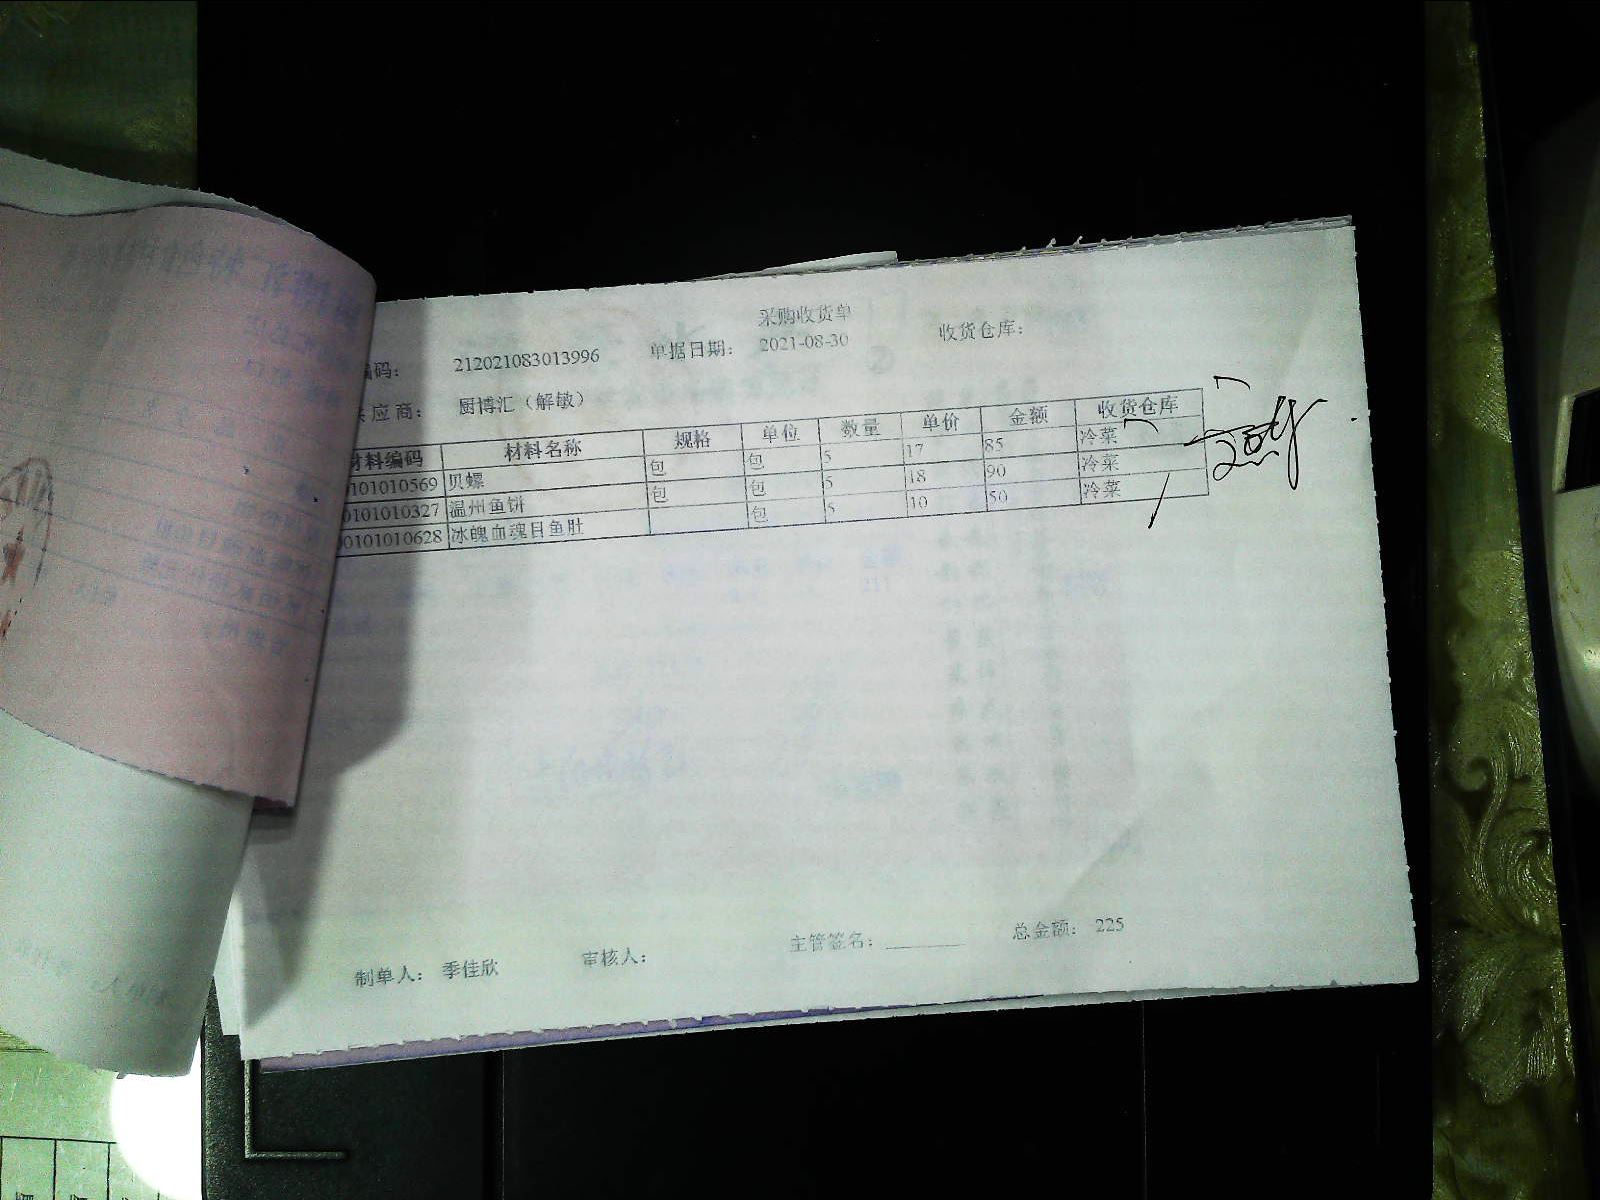 采购收货单
编码： 212021083013996 单据日期： 2021-08-30 收货仓库：
供应商： 厨博汇（解敏）
材料编码 材料名称 规格 单位 数量 单价 金额 收货仓库
0101010569 贝螺 包 包 5 17 85 冷菜
0101010327 温州鱼饼 包 包 5 18 90 冷菜
00101010628 冰魄血魂目鱼肚 包 5 10 50 冷菜
制单人： 季佳欣 审核人： 主管签名： 总金额： 225